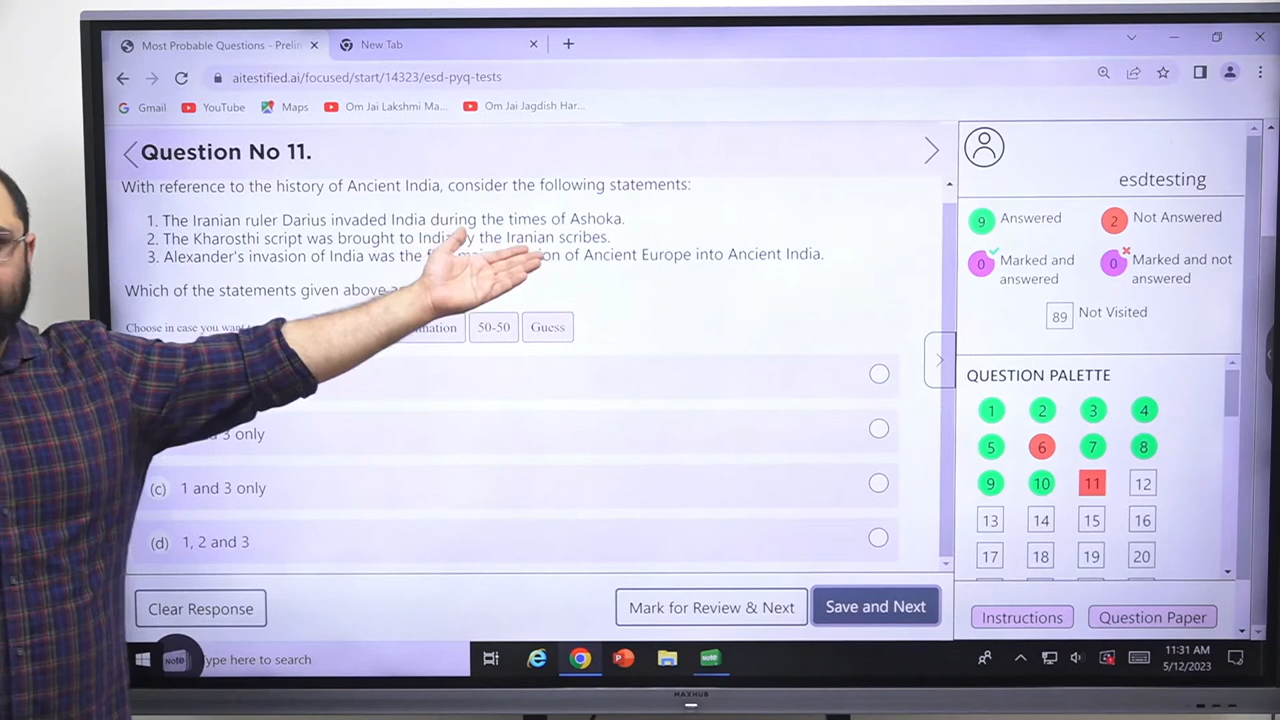 Most Probable Questions - Prelin
New Tab
aitestified.ai/focused/start/14323/esd-pyq-tests
Gmail
YouTube
Maps
Om Jai Lakshmi Ma...
Om Jai Jagdish Har...
Question No 11.
With reference to the history of Ancient India, consider the following statements:
1. The Iranian ruler Darius invaded India during the times of Ashoka.
2. The Kharosthi script was brought to India by the Iranian scribes.
3. Alexander's invasion of India was the of Ancient Europe into Ancient India.
Which of the statements given above
Choose in case you want
50-50
Guess
3 only
(c) 1 and 3 only
(d) 1, 2 and 3
Clear Response
Mark for Review & Next
Save and Next
esdtesting
9 Answered
2 Not Answered
0 Marked and answered
0 Marked and not answered
89 Not Visited
QUESTION PALETTE
1 2 3 4
5 6 7 8
9 10 11 12
13 14 15 16
17 18 19 20
Instructions
Question Paper
Note
ype here to search
Note
11:31 AM
5/12/2023
MAXHUB